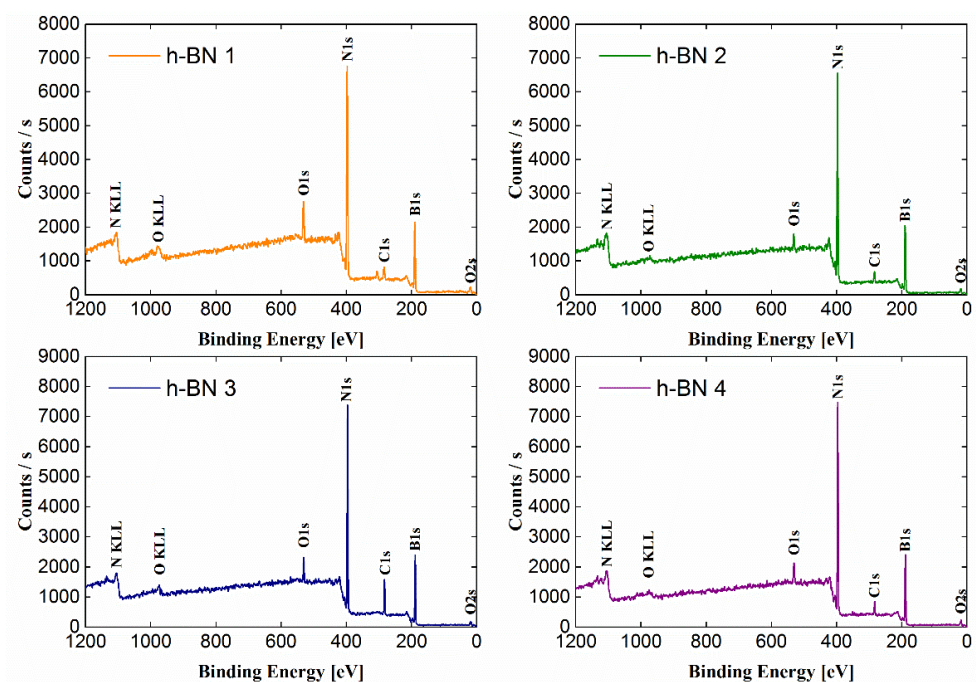 h-BN 1
Counts / s
8000
7000
6000
5000
4000
3000
2000
1000
0
N KLL
O KLL
O1s
N1s
C1s
B1s
O2s
1200 1000 800 600 400 200 0
Binding Energy [eV]
h-BN 2
Counts / s
8000
7000
6000
5000
4000
3000
2000
1000
0
N KLL
O KLL
O1s
N1s
C1s
B1s
O2s
1200 1000 800 600 400 200 0
Binding Energy [eV]
h-BN 3
Counts / s
9000
8000
7000
6000
5000
4000
3000
2000
1000
0
N KLL
O KLL
O1s
N1s
C1s
B1s
O2s
1200 1000 800 600 400 200 0
Binding Energy [eV]
h-BN 4
Counts / s
9000
8000
7000
6000
5000
4000
3000
2000
1000
0
N KLL
O KLL
O1s
N1s
C1s
B1s
O2s
1200 1000 800 600 400 200 0
Binding Energy [eV]